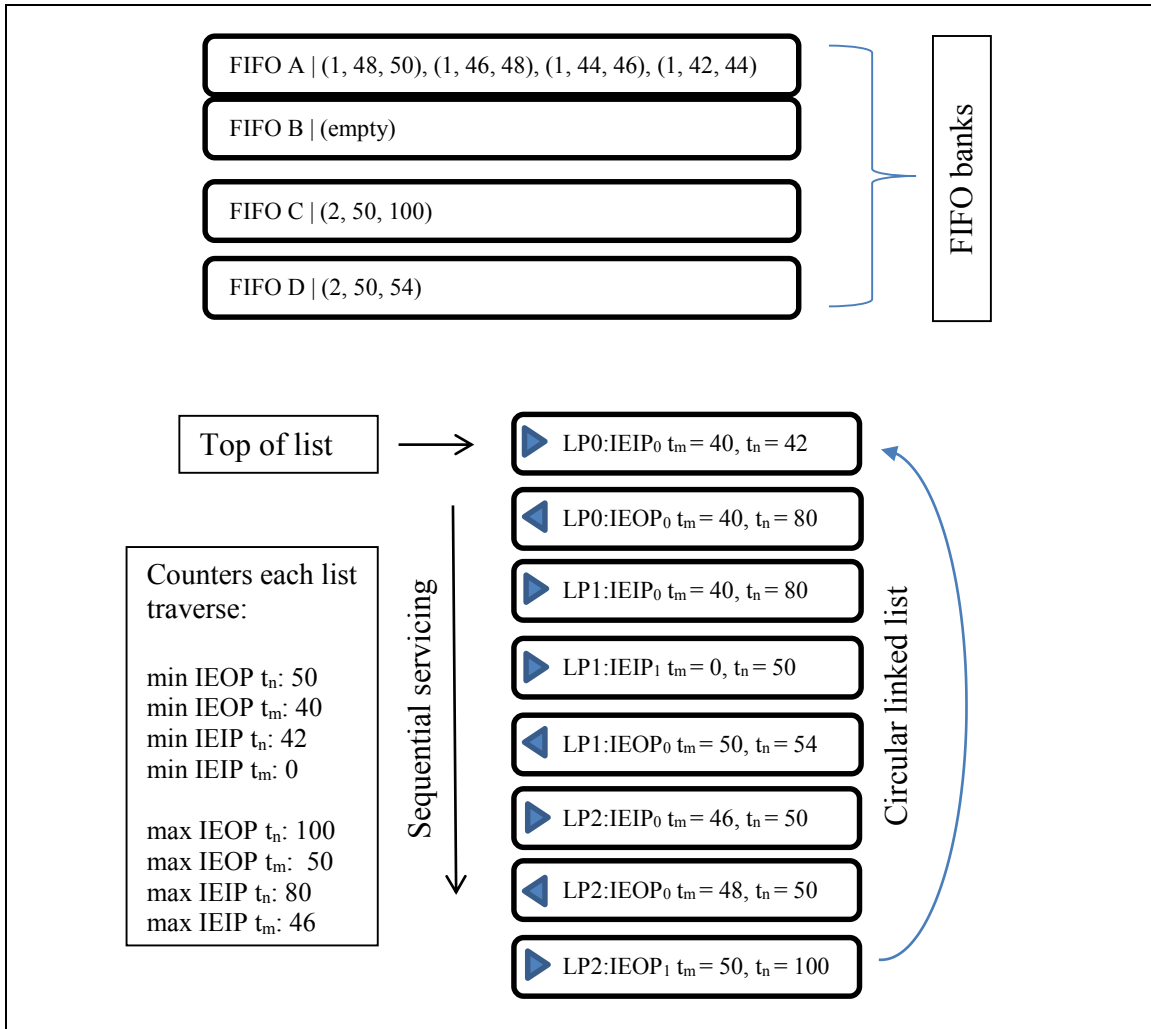 FIFO A | (1, 48, 50), (1, 46, 48), (1, 44, 46), (1, 42, 44)
FIFO B | (empty)
FIFO C | (2, 50, 100)
FIFO D | (2, 50, 54)
FIFO banks
Top of list
Counters each list
traverse:
min IEOP tn: 50
min IEOP tm: 40
min IEIP tn: 42
min IEIP tm: 0
max IEOP tn: 100
max IEOP tm: 50
max IEIP tn: 80
max IEIP tm: 46
Sequential servicing
LP0:IEIP0 tm = 40, tn = 42
LP0:IEOP0 tm = 40, tn = 80
LP1:IEIP0 tm = 40, tn = 80
LP1:IEIP1 tm = 0, tn = 50
LP1:IEOP0 tm = 50, tn = 54
LP2:IEIP0 tm = 46, tn = 50
LP2:IEOP0 tm = 48, tn = 50
LP2:IEOP1 tm = 50, tn = 100
Circular linked list